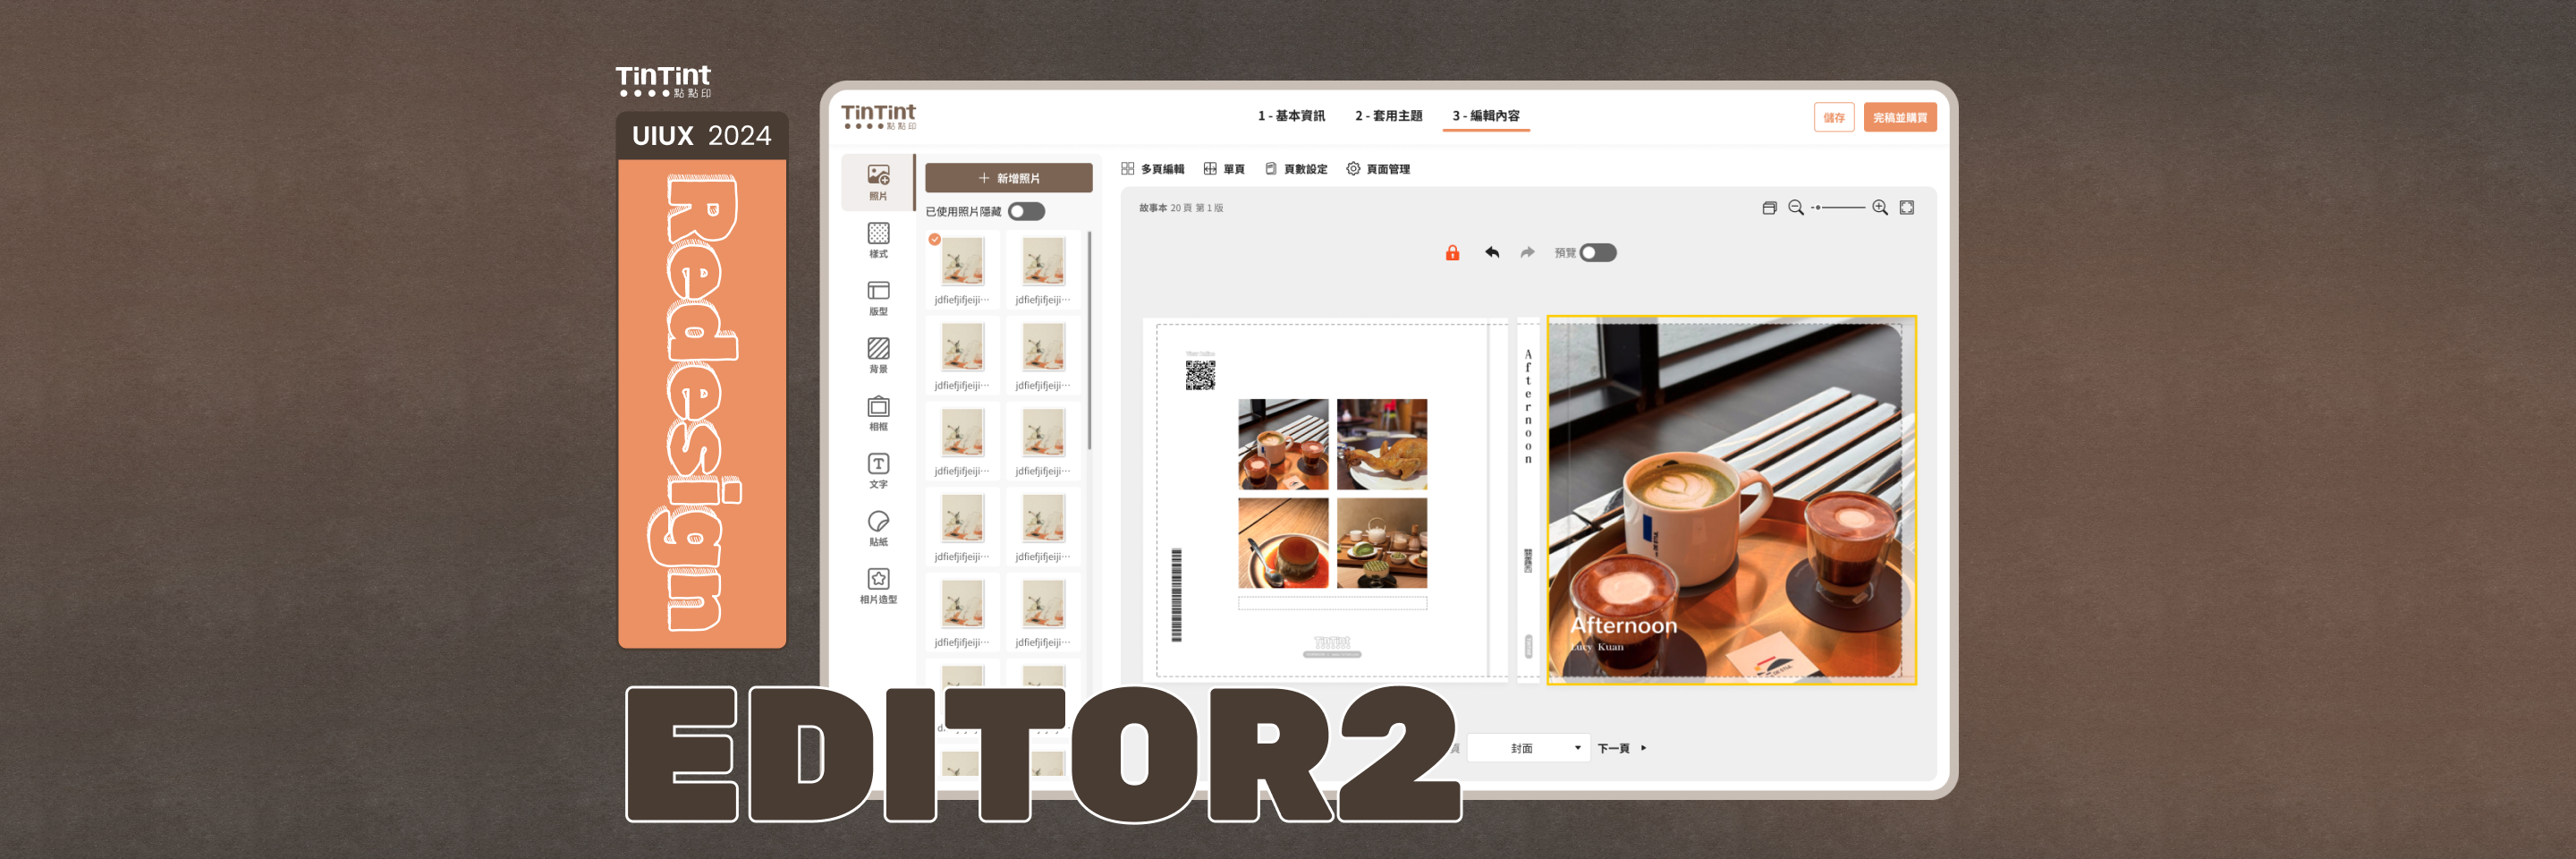 TinTint
點點印
UIUX 2024
Redesign
EDITOR2
TinTint
點點印
1 - 基本資訊
2 - 套用主題
3 - 編輯內容
儲存
完稿並購買
照片
樣式
版型
背景
相框
文字
貼紙
相片造型
新增照片
已使用照片隱藏
jdfiefjifjeiji…
jdfiefjifjeiji…
jdfiefjifjeiji…
jdfiefjifjeiji…
jdfiefjifjeiji…
jdfiefjifjeiji…
jdfiefjifjeiji…
jdfiefjifjeiji…
jdfiefjifjeiji…
jdfiefjifjeiji…
多頁編輯
單頁
頁數設定
頁面管理
故事本 20 頁 第 1 版
預覽
TinTint
Afternoon
Afternoon
Lucy Kuan
頁
封面
下一頁